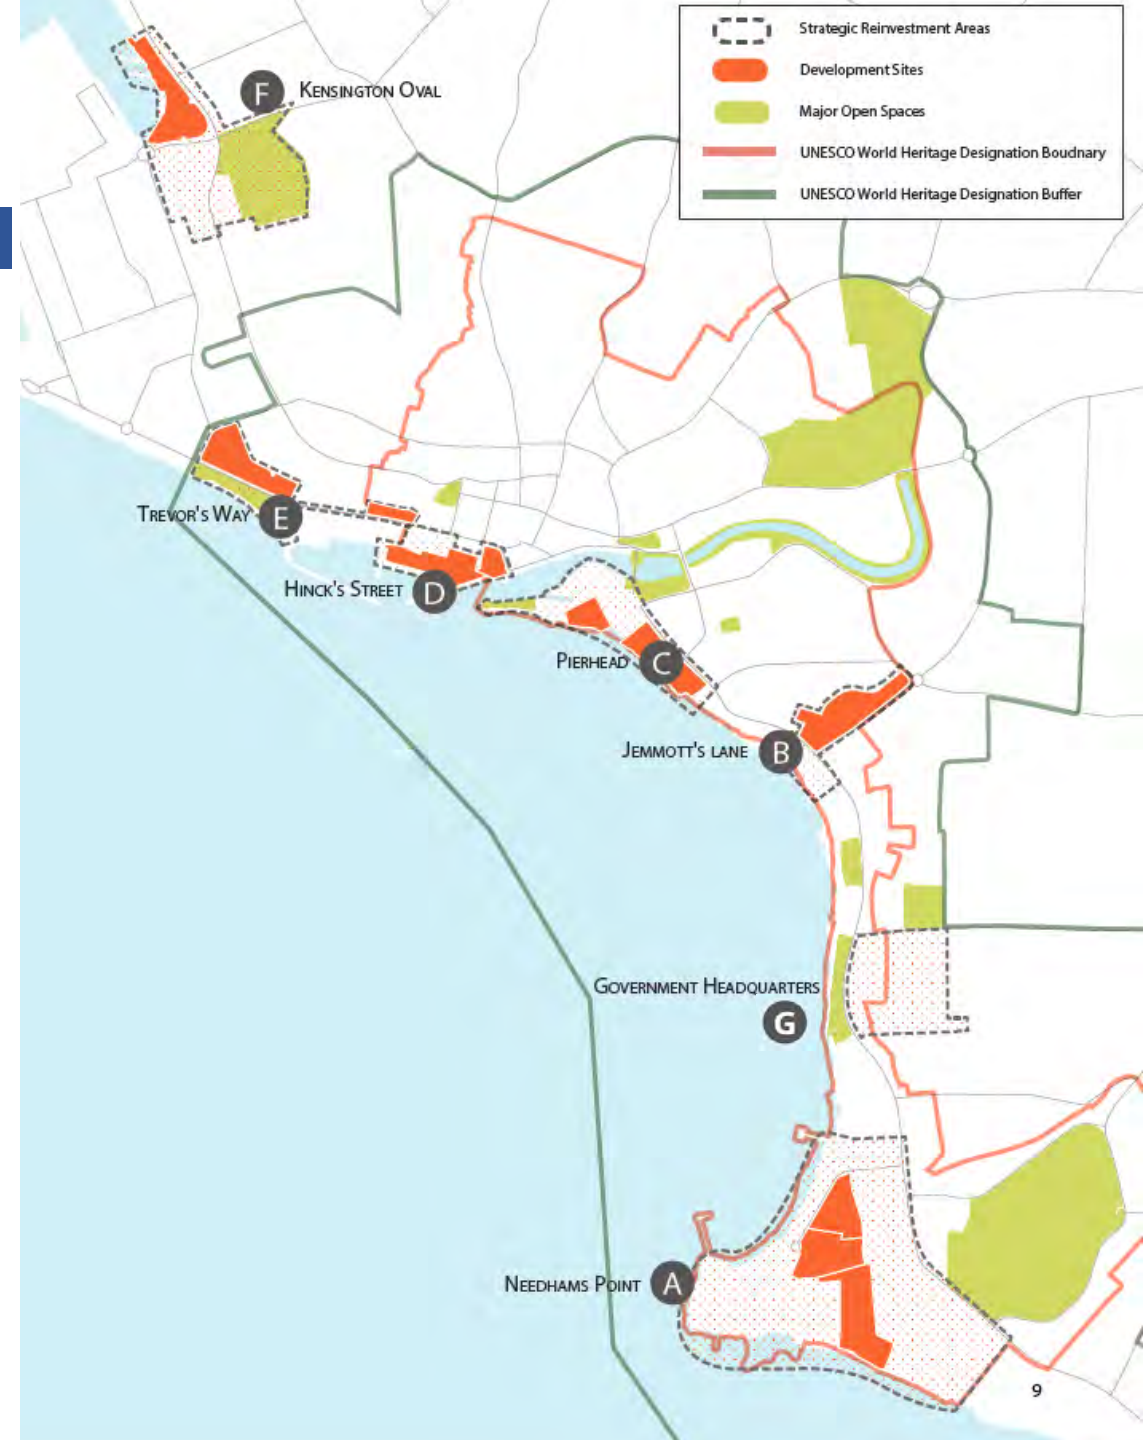 Strategic Reinvestment Areas
Development Sites
Major Open Spaces
UNESCO World Heritage Designation Boudnary
UNESCO World Heritage Designation Buffer
F KENSINGTON OVAL
TREVOR'S WAY E
HINCK'S STREET D
PIERHEAD C
JEMMOTT'S LANE B
GOVERNMENT HEADQUARTERS
G
NEEDHAMS POINT A
9